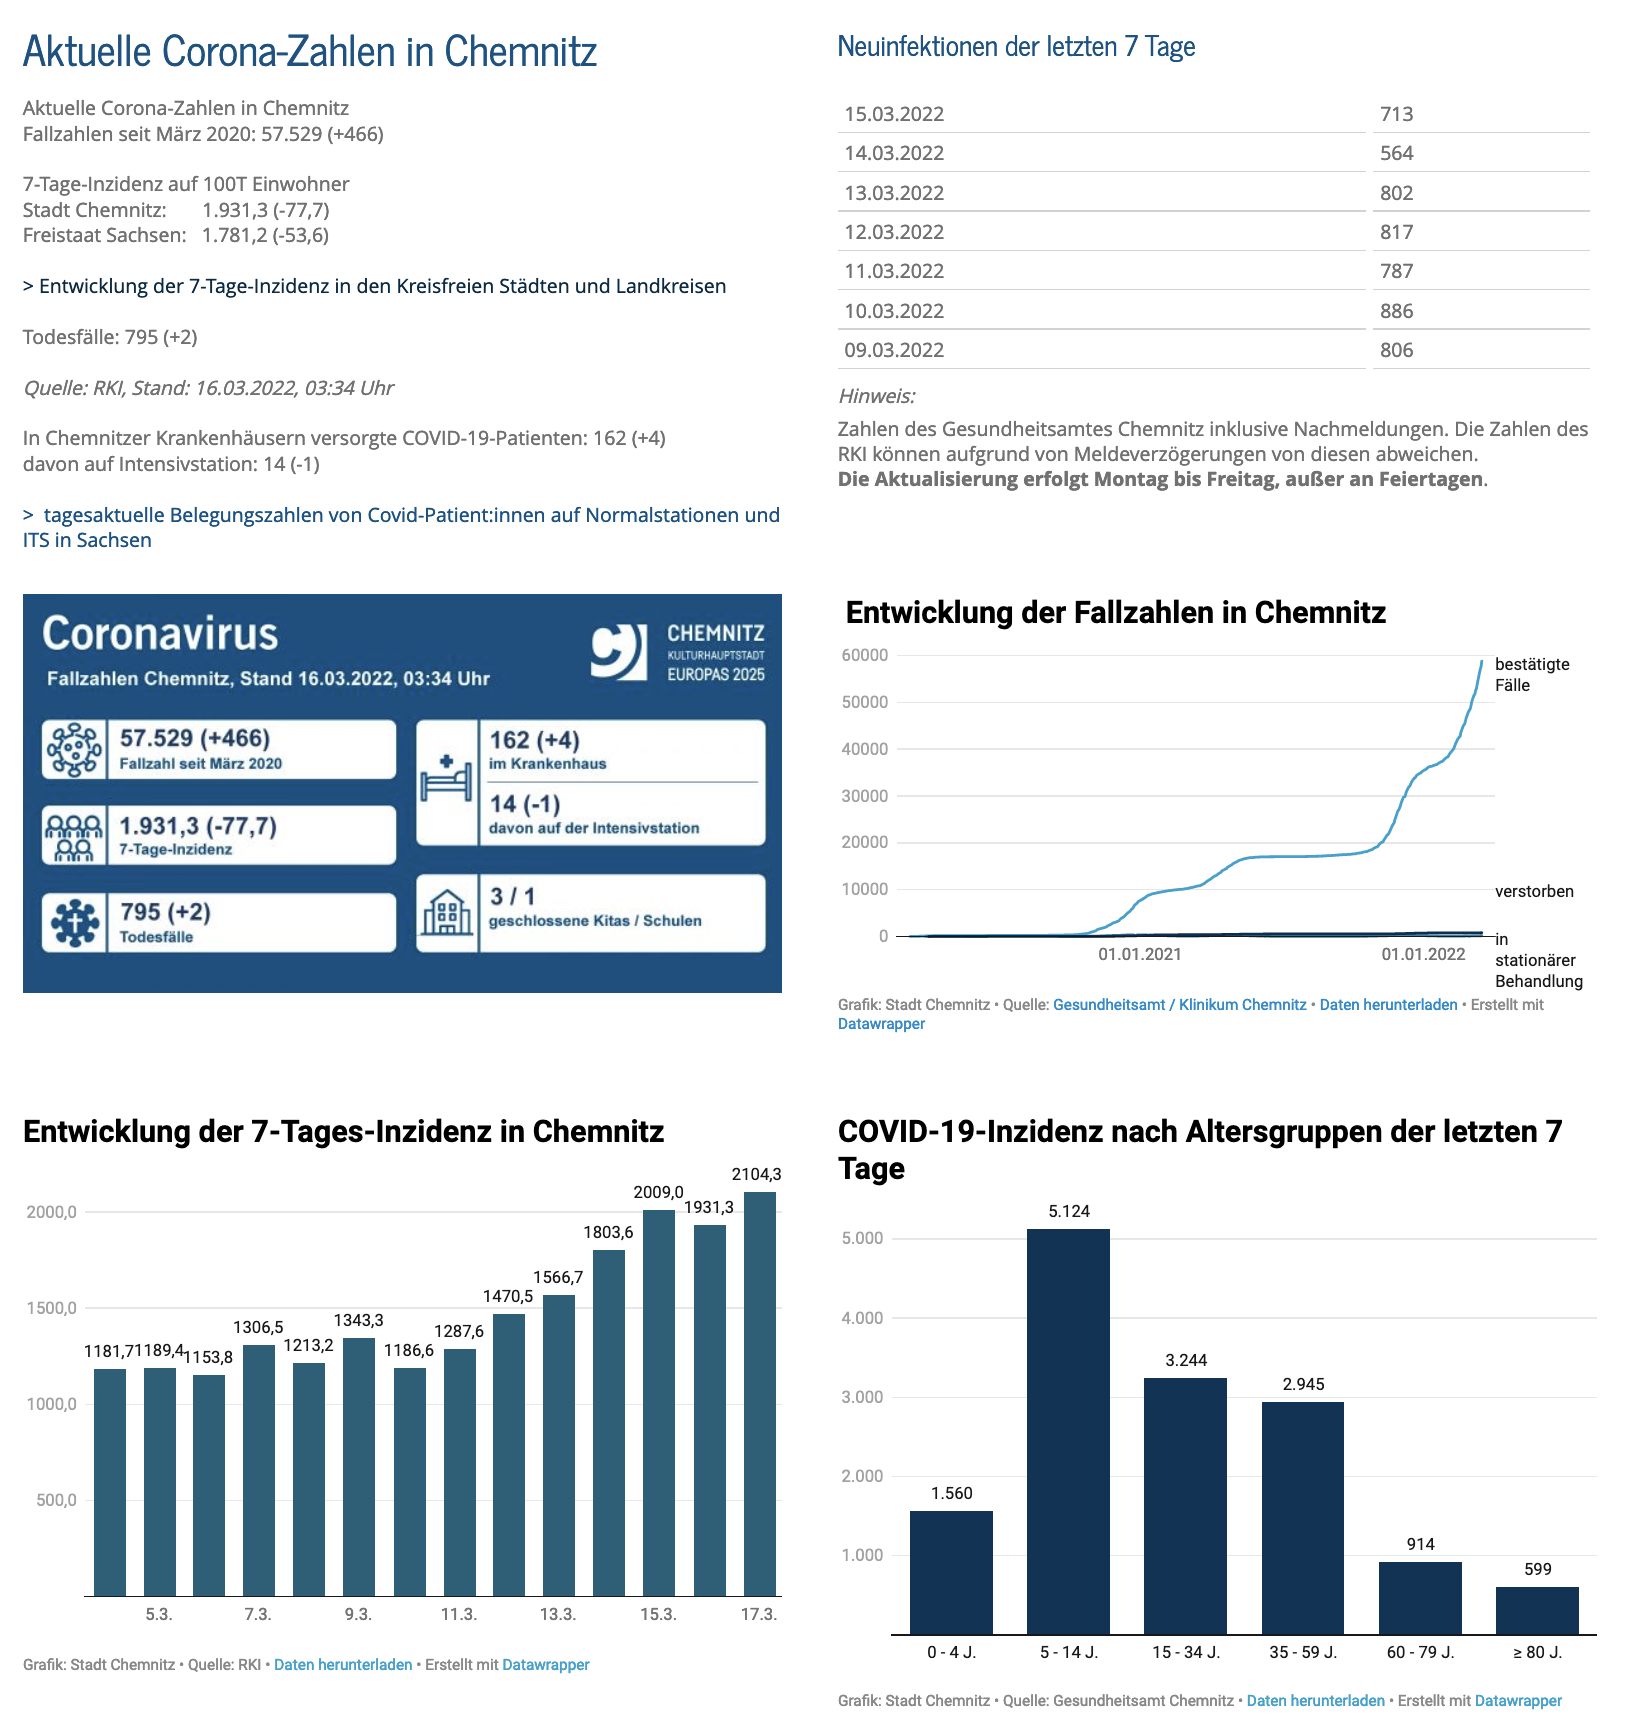 Aktuelle Corona-Zahlen in Chemnitz
Aktuelle Corona-Zahlen in Chemnitz
Fallzahlen seit März 2020: 57.529 (+466)
7-Tage-Inzidenz auf 100T Einwohner
Stadt Chemnitz: 1.931,3 (-77,7)
Freistaat Sachsen: 1.781,2 (-53,6)
> Entwicklung der 7-Tage-Inzidenz in den Kreisfreien Städten und Landkreisen
Todesfälle: 795 (+2)
Quelle: RKI, Stand: 16.03.2022, 03:34 Uhr
In Chemnitzer Krankenhäusern versorgte COVID-19-Patienten: 162 (+4)
davon auf Intensivstation: 14 (-1)
> tagesaktuelle Belegungszahlen von Covid-Patient:innen auf Normalstationen und
ITS in Sachsen
Neuinfektionen der letzten 7 Tage
15.03.2022 713
14.03.2022 564
13.03.2022 802
12.03.2022 817
11.03.2022 787
10.03.2022 886
09.03.2022 806
Hinweis:
Zahlen des Gesundheitsamtes Chemnitz inklusive Nachmeldungen. Die Zahlen des
RKI können aufgrund von Meldeverzögerungen von diesen abweichen.
Die Aktualisierung erfolgt Montag bis Freitag, außer an Feiertagen.
Coronavirus
Fallzahlen Chemnitz, Stand 16.03.2022, 03:34 Uhr
CHEMNITZ
KULTURHAUPTSTADT
EUROPAS 2025
57.529 (+466)
Fallzahl seit März 2020
1.931,3 (-77,7)
7-Tage-Inzidenz
795 (+2)
Todesfälle
162 (+4)
im Krankenhaus
14 (-1)
davon auf der Intensivstation
3 / 1
geschlossene Kitas / Schulen
Entwicklung der Fallzahlen in Chemnitz
60000
50000
40000
30000
20000
10000
0
bestätigte
Fälle
verstorben
in
stationärer
Behandlung
01.01.2021 01.01.2022
Grafik: Stadt Chemnitz • Quelle: Gesundheitsamt / Klinikum Chemnitz • Daten herunterladen • Erstellt mit
Datawrapper
Entwicklung der 7-Tages-Inzidenz in Chemnitz
2000,0
1500,0
1000,0
500,0
1181,7 1189,4 1153,8 1306,5 1213,2 1343,3 1186,6 1287,6 1470,5 1566,7 1803,6 2009,0 1931,3 2104,3
5.3. 7.3. 9.3. 11.3. 13.3. 15.3. 17.3.
Grafik: Stadt Chemnitz • Quelle: RKI • Daten herunterladen • Erstellt mit Datawrapper
COVID-19-Inzidenz nach Altersgruppen der letzten 7
Tage
5.000
4.000
3.000
2.000
1.000
1.560 5.124 3.244 2.945 914 599
0 - 4 J. 5 - 14 J. 15 - 34 J. 35 - 59 J. 60 - 79 J. ≥ 80 J.
Grafik: Stadt Chemnitz • Quelle: Gesundheitsamt Chemnitz • Daten herunterladen • Erstellt mit Datawrapper